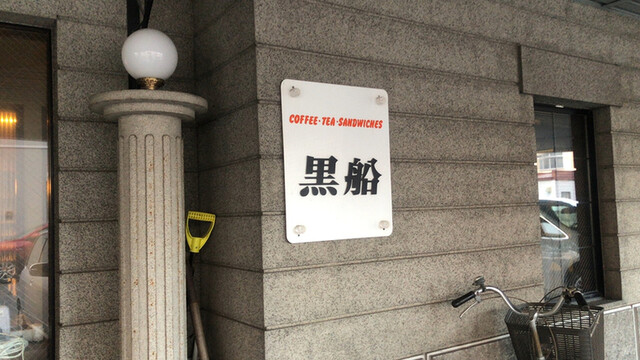 COFFEE・TEA・SANDWICHES
黒船